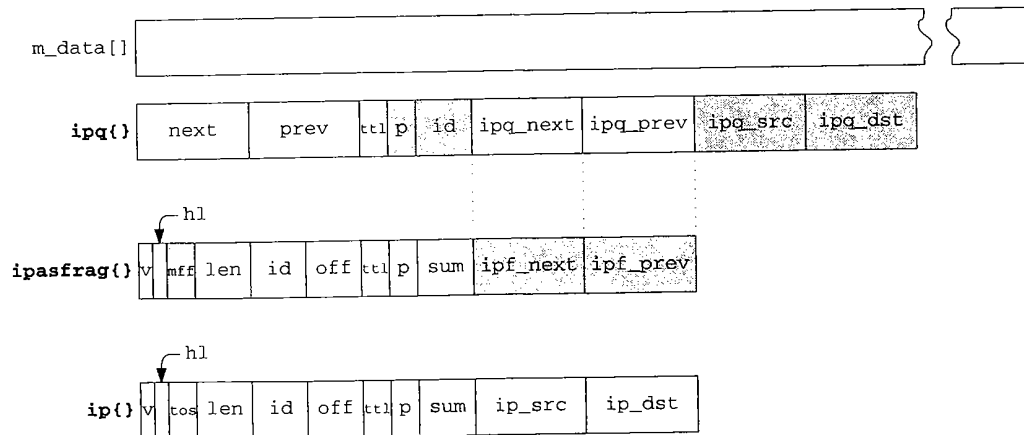 m_data[]
ipq{} next prev ttl p id ipq_next ipq_prev ipq_src ipq_dst
hl
ipasfrag{} v mff len id off ttl p sum ipf_next ipf_prev
hl
ip{} v tos len id off ttl p sum ip_src ip_dst